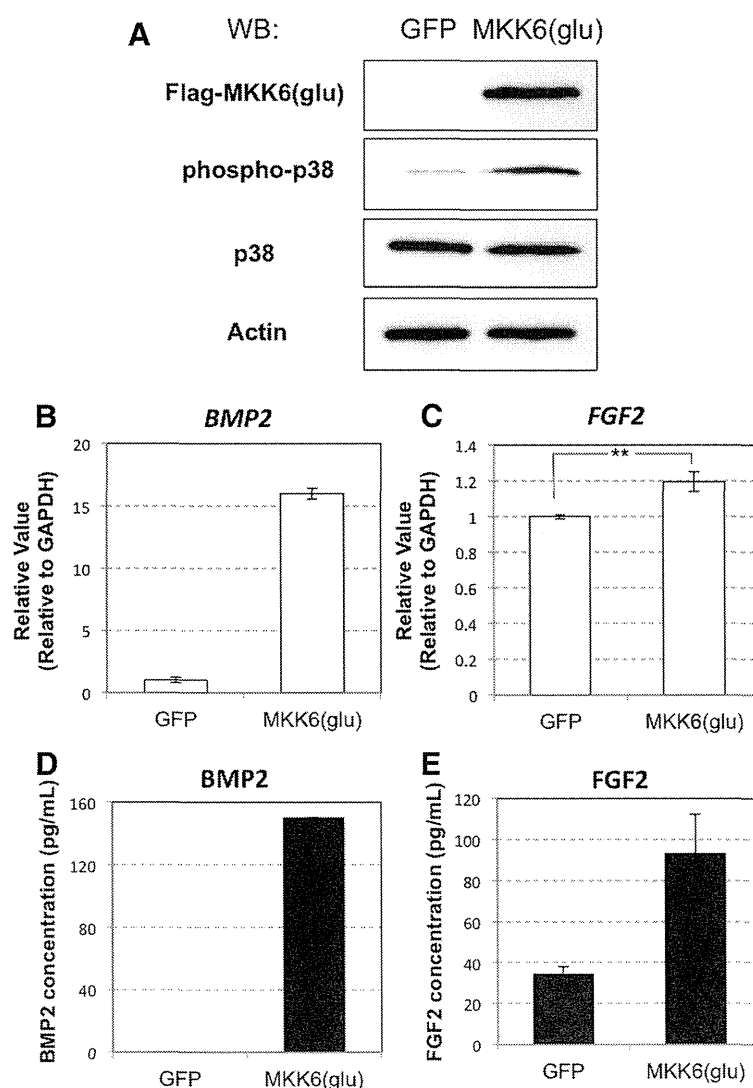 A WB: GFP MKK6(glu)
Flag-MKK6(glu)
phospho-p38
p38
Actin
B BMP2
Relative Value
(Relative to GAPDH)
20
15
10
5
0
GFP MKK6(glu)
C FGF2
Relative Value
(Relative to GAPDH)
1.4
1.2
1
0.8
0.6
0.4
0.2
0
**
GFP MKK6(glu)
D BMP2
BMP2 concentration (pg/mL)
160
120
80
40
0
GFP MKK6(glu)
E FGF2
FGF2 concentration (pg/mL)
120
100
80
60
40
20
0
GFP MKK6(glu)